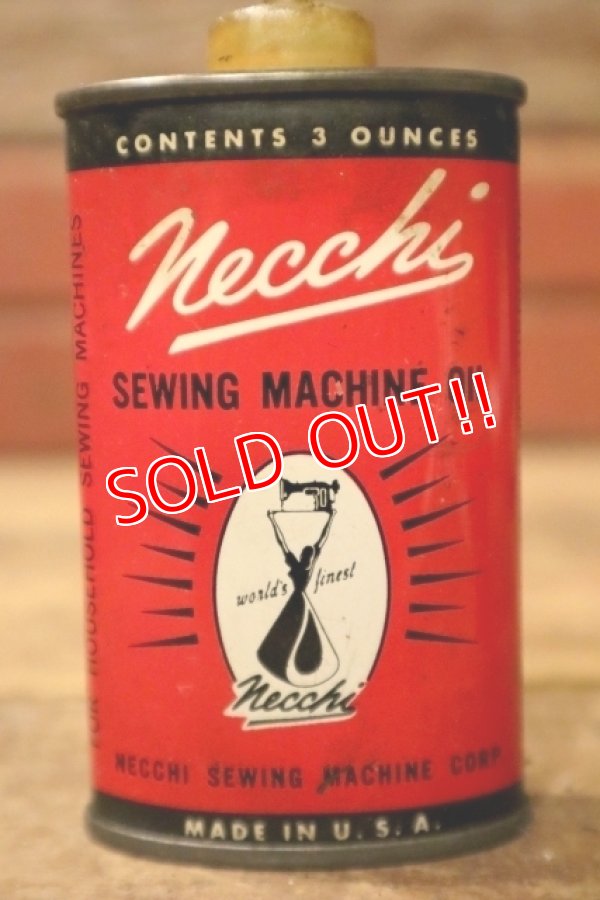 CONTENTS 3 OUNCES
Necchi
SEWING MACHINE OIL
SOLD OUT!!
world's finest
Necchi
NECCHI SEWING MACHINE CORP
MADE IN U.S.A.
FOR HOUSEHOLD SEWING MACHINES